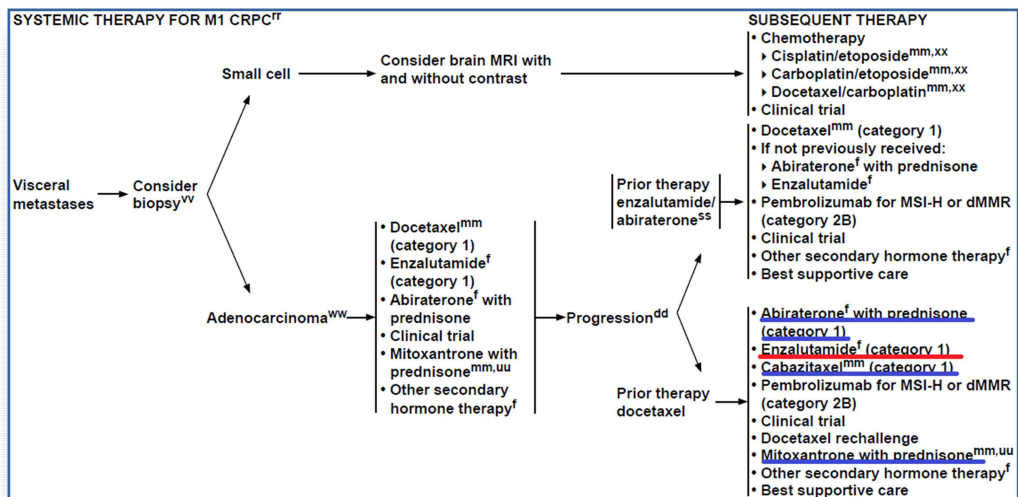 SYSTEMIC THERAPY FOR M1 CRPCrr
SUBSEQUENT THERAPY
Visceral
metastases
Consider
biopsyvv
Small cell
Consider brain MRI with
and without contrast
• Chemotherapy
▸ Cisplatin/etoposidemm,xx
▸ Carboplatin/etoposidemm,xx
▸ Docetaxel/carboplatinmm,xx
• Clinical trial
Adenocarcinomaww
• Docetaxelmm
(category 1)
• Enzalutamidef
(category 1)
• Abirateronef with
prednisone
• Clinical trial
• Mitoxantrone with
prednisonemm,uu
• Other secondary
hormone therapyf
Progressiondd
Prior therapy
enzalutamide/
abirateroness
• Docetaxelmm (category 1)
• If not previously received:
▸ Abirateronef with prednisone
▸ Enzalutamidef
• Pembrolizumab for MSI-H or dMMR
(category 2B)
• Clinical trial
• Other secondary hormone therapyf
• Best supportive care
Prior therapy
docetaxel
• Abirateronef with prednisone
(category 1)
• Enzalutamidef (category 1)
• Cabazitaxelmm (category 1)
• Pembrolizumab for MSI-H or dMMR
(category 2B)
• Clinical trial
• Docetaxel rechallenge
• Mitoxantrone with prednisonemm,uu
• Other secondary hormone therapyf
• Best supportive care